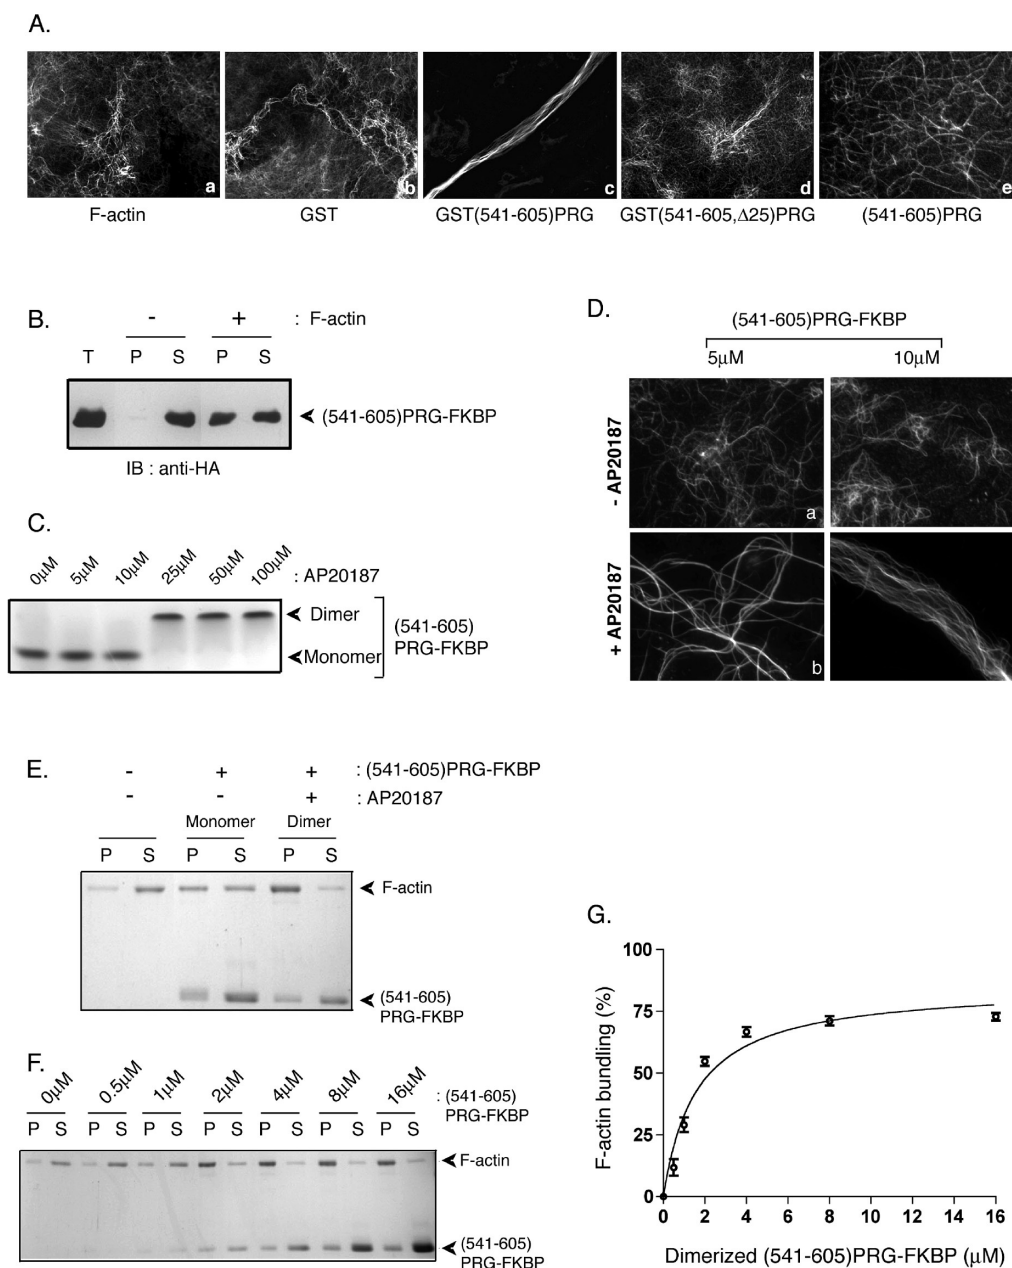 A.
a b c d e
F-actin GST GST(541-605)PRG GST(541-605,Δ25)PRG (541-605)PRG
B.
- + : F-actin
T P S P S
(541-605)PRG-FKBP
IB : anti-HA
C.
0μM 5μM 10μM 25μM 50μM 100μM : AP20187
Dimer
Monomer
(541-605)
PRG-FKBP
D.
(541-605)PRG-FKBP
5μM 10μM
- AP20187
a
+ AP20187
b
E.
- + + : (541-605)PRG-FKBP
- - + : AP20187
Monomer Dimer
P S P S P S
F-actin
(541-605)
PRG-FKBP
F.
0μM 0.5μM 1μM 2μM 4μM 8μM 16μM : (541-605)
PRG-FKBP
P S P S P S P S P S P S P S
F-actin
(541-605)
PRG-FKBP
G.
100
75
50
25
0
F-actin bundling (%)
0 2 4 6 8 10 12 14 16
Dimerized (541-605)PRG-FKBP (μM)